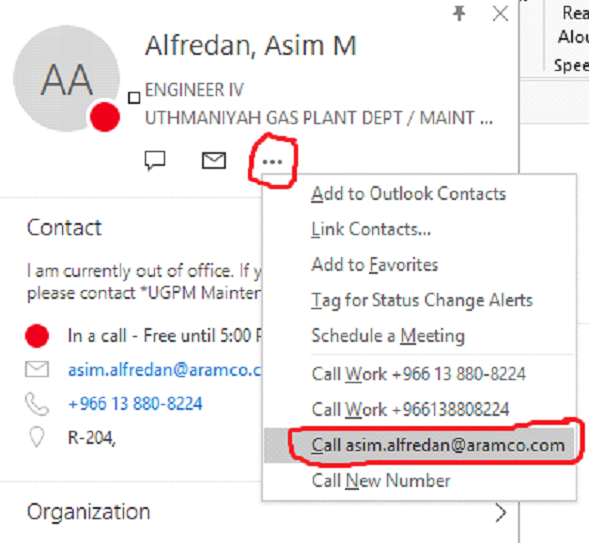 Rea
Alou
Spee
AA
Alfredan, Asim M
ENGINEER IV
UTHMANIYAH GAS PLANT DEPT / MAINT ...
Contact
I am currently out of office. If y
please contact *UGPM Mainten
In a call - Free until 5:00 P
asim.alfredan@aramco.c
+966 13 880-8224
R-204,
Organization
Add to Outlook Contacts
Link Contacts...
Add to Favorites
Tag for Status Change Alerts
Schedule a Meeting
Call Work +966 13 880-8224
Call Work +966138808224
Call asim.alfredan@aramco.com
Call New Number